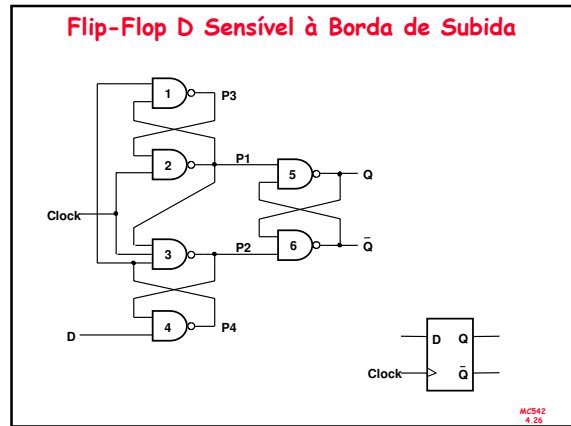 Flip-Flop D Sensível à Borda de Subida
1
P3
2
P1
5
Q
Clock
3
P2
6
Q̄
4
P4
D
D Q
Clock
Q̄
MC542
4.26